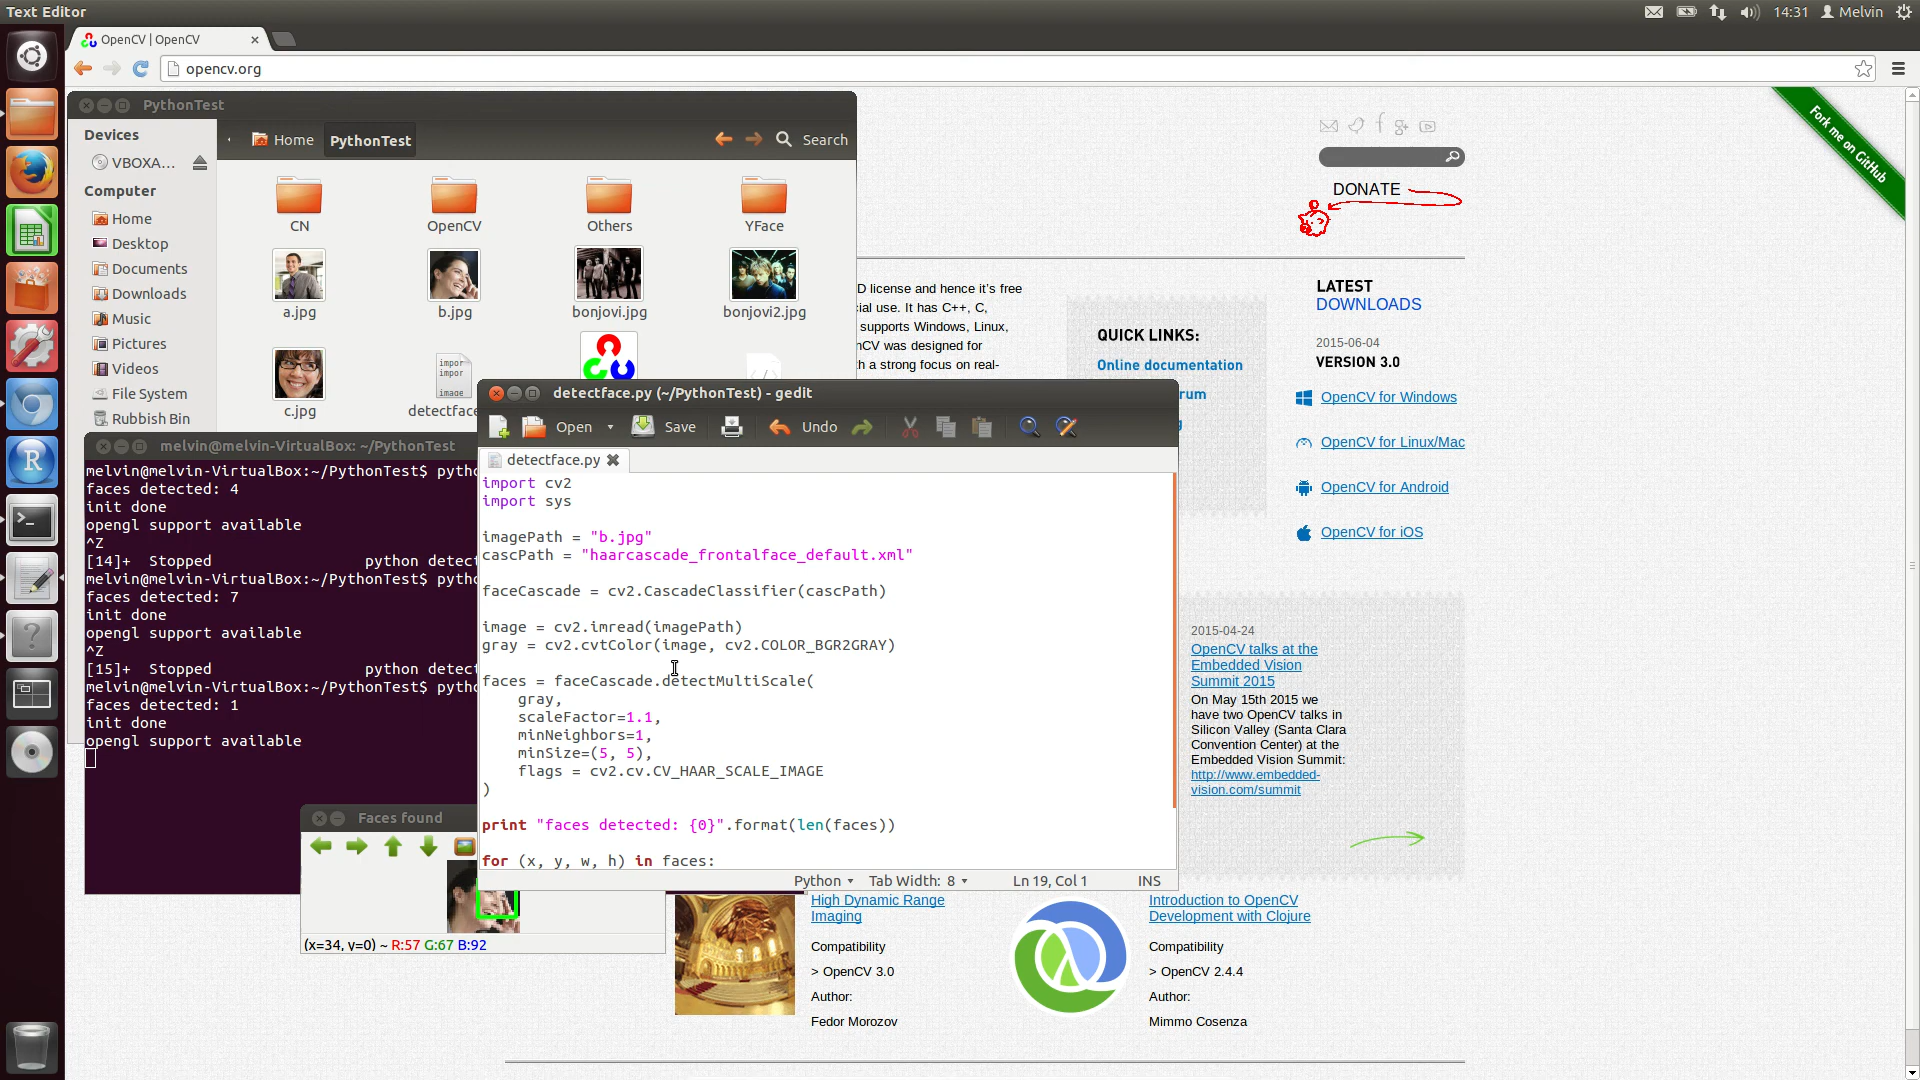 Text Editor
14:31
Melvin
OpenCV | OpenCV
opencv.org
PythonTest
Devices
VBOXA...
Computer
Home
Desktop
Documents
Downloads
Music
Pictures
Videos
File System
Rubbish Bin
Home
PythonTest
Search
CN
OpenCV
Others
YFace
a.jpg
b.jpg
bonjovi.jpg
bonjovi2.jpg
c.jpg
detectface
melvin@melvin-VirtualBox: ~/PythonTest
melvin@melvin-VirtualBox:~/PythonTest$ pytho
faces detected: 4
init done
opengl support available
^Z
[14]+  Stopped                 python detect
melvin@melvin-VirtualBox:~/PythonTest$ pytho
faces detected: 7
init done
opengl support available
^Z
[15]+  Stopped                 python detect
melvin@melvin-VirtualBox:~/PythonTest$ pytho
faces detected: 1
init done
opengl support available
Faces found
(x=34, y=0) ~ R:57 G:67 B:92
detectface.py (~/PythonTest) - gedit
Open
Save
Undo
detectface.py
import cv2
import sys
imagePath = "b.jpg"
cascPath = "haarcascade_frontalface_default.xml"
faceCascade = cv2.CascadeClassifier(cascPath)
image = cv2.imread(imagePath)
gray = cv2.cvtColor(image, cv2.COLOR_BGR2GRAY)
faces = faceCascade.detectMultiScale(
    gray,
    scaleFactor=1.1,
    minNeighbors=1,
    minSize=(5, 5),
    flags = cv2.cv.CV_HAAR_SCALE_IMAGE
)
print "faces detected: {0}".format(len(faces))
for (x, y, w, h) in faces:
Python
Tab Width: 8
Ln 19, Col 1
INS
Fork me on GitHub
DONATE
D license and hence it's free
ial use. It has C++, C,
supports Windows, Linux,
nCV was designed for
h a strong focus on real-
QUICK LINKS:
Online documentation
rum
LATEST
DOWNLOADS
2015-06-04
VERSION 3.0
OpenCV for Windows
OpenCV for Linux/Mac
OpenCV for Android
OpenCV for iOS
2015-04-24
OpenCV talks at the
Embedded Vision
Summit 2015
On May 15th 2015 we
have two OpenCV talks in
Silicon Valley (Santa Clara
Convention Center) at the
Embedded Vision Summit:
http://www.embedded-
vision.com/summit
High Dynamic Range
Imaging
Compatibility
> OpenCV 3.0
Author:
Fedor Morozov
Introduction to OpenCV
Development with Clojure
Compatibility
> OpenCV 2.4.4
Author:
Mimmo Cosenza